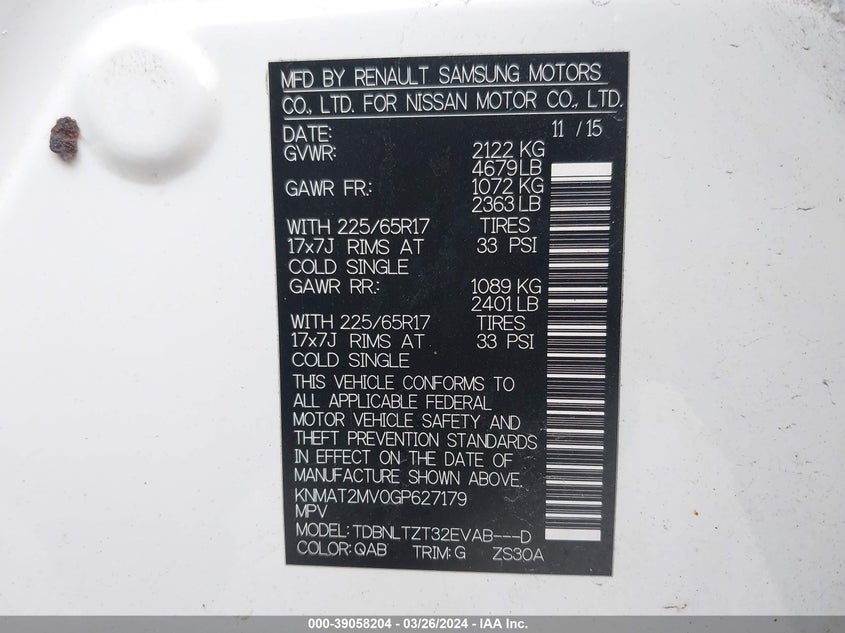 MFD BY RENAULT SAMSUNG MOTORS
CO., LTD. FOR NISSAN MOTOR CO., LTD.
DATE: 11 / 15
GVWR: 2122 KG
4679 LB
GAWR FR.: 1072 KG
2363 LB
WITH 225/65R17 TIRES
17x7J RIMS AT 33 PSI
COLD SINGLE
GAWR RR.: 1089 KG
2401 LB
WITH 225/65R17 TIRES
17x7J RIMS AT 33 PSI
COLD SINGLE
THIS VEHICLE CONFORMS TO
ALL APPLICABLE FEDERAL
MOTOR VEHICLE SAFETY AND
THEFT PREVENTION STANDARDS
IN EFFECT ON THE DATE OF
MANUFACTURE SHOWN ABOVE.
KNMAT2MV0GP627179
MPV
MODEL: TDBNLTZT32EVAB---D
COLOR: QAB TRIM: G ZS30A
000-39058204 - 03/26/2024 - IAA Inc.